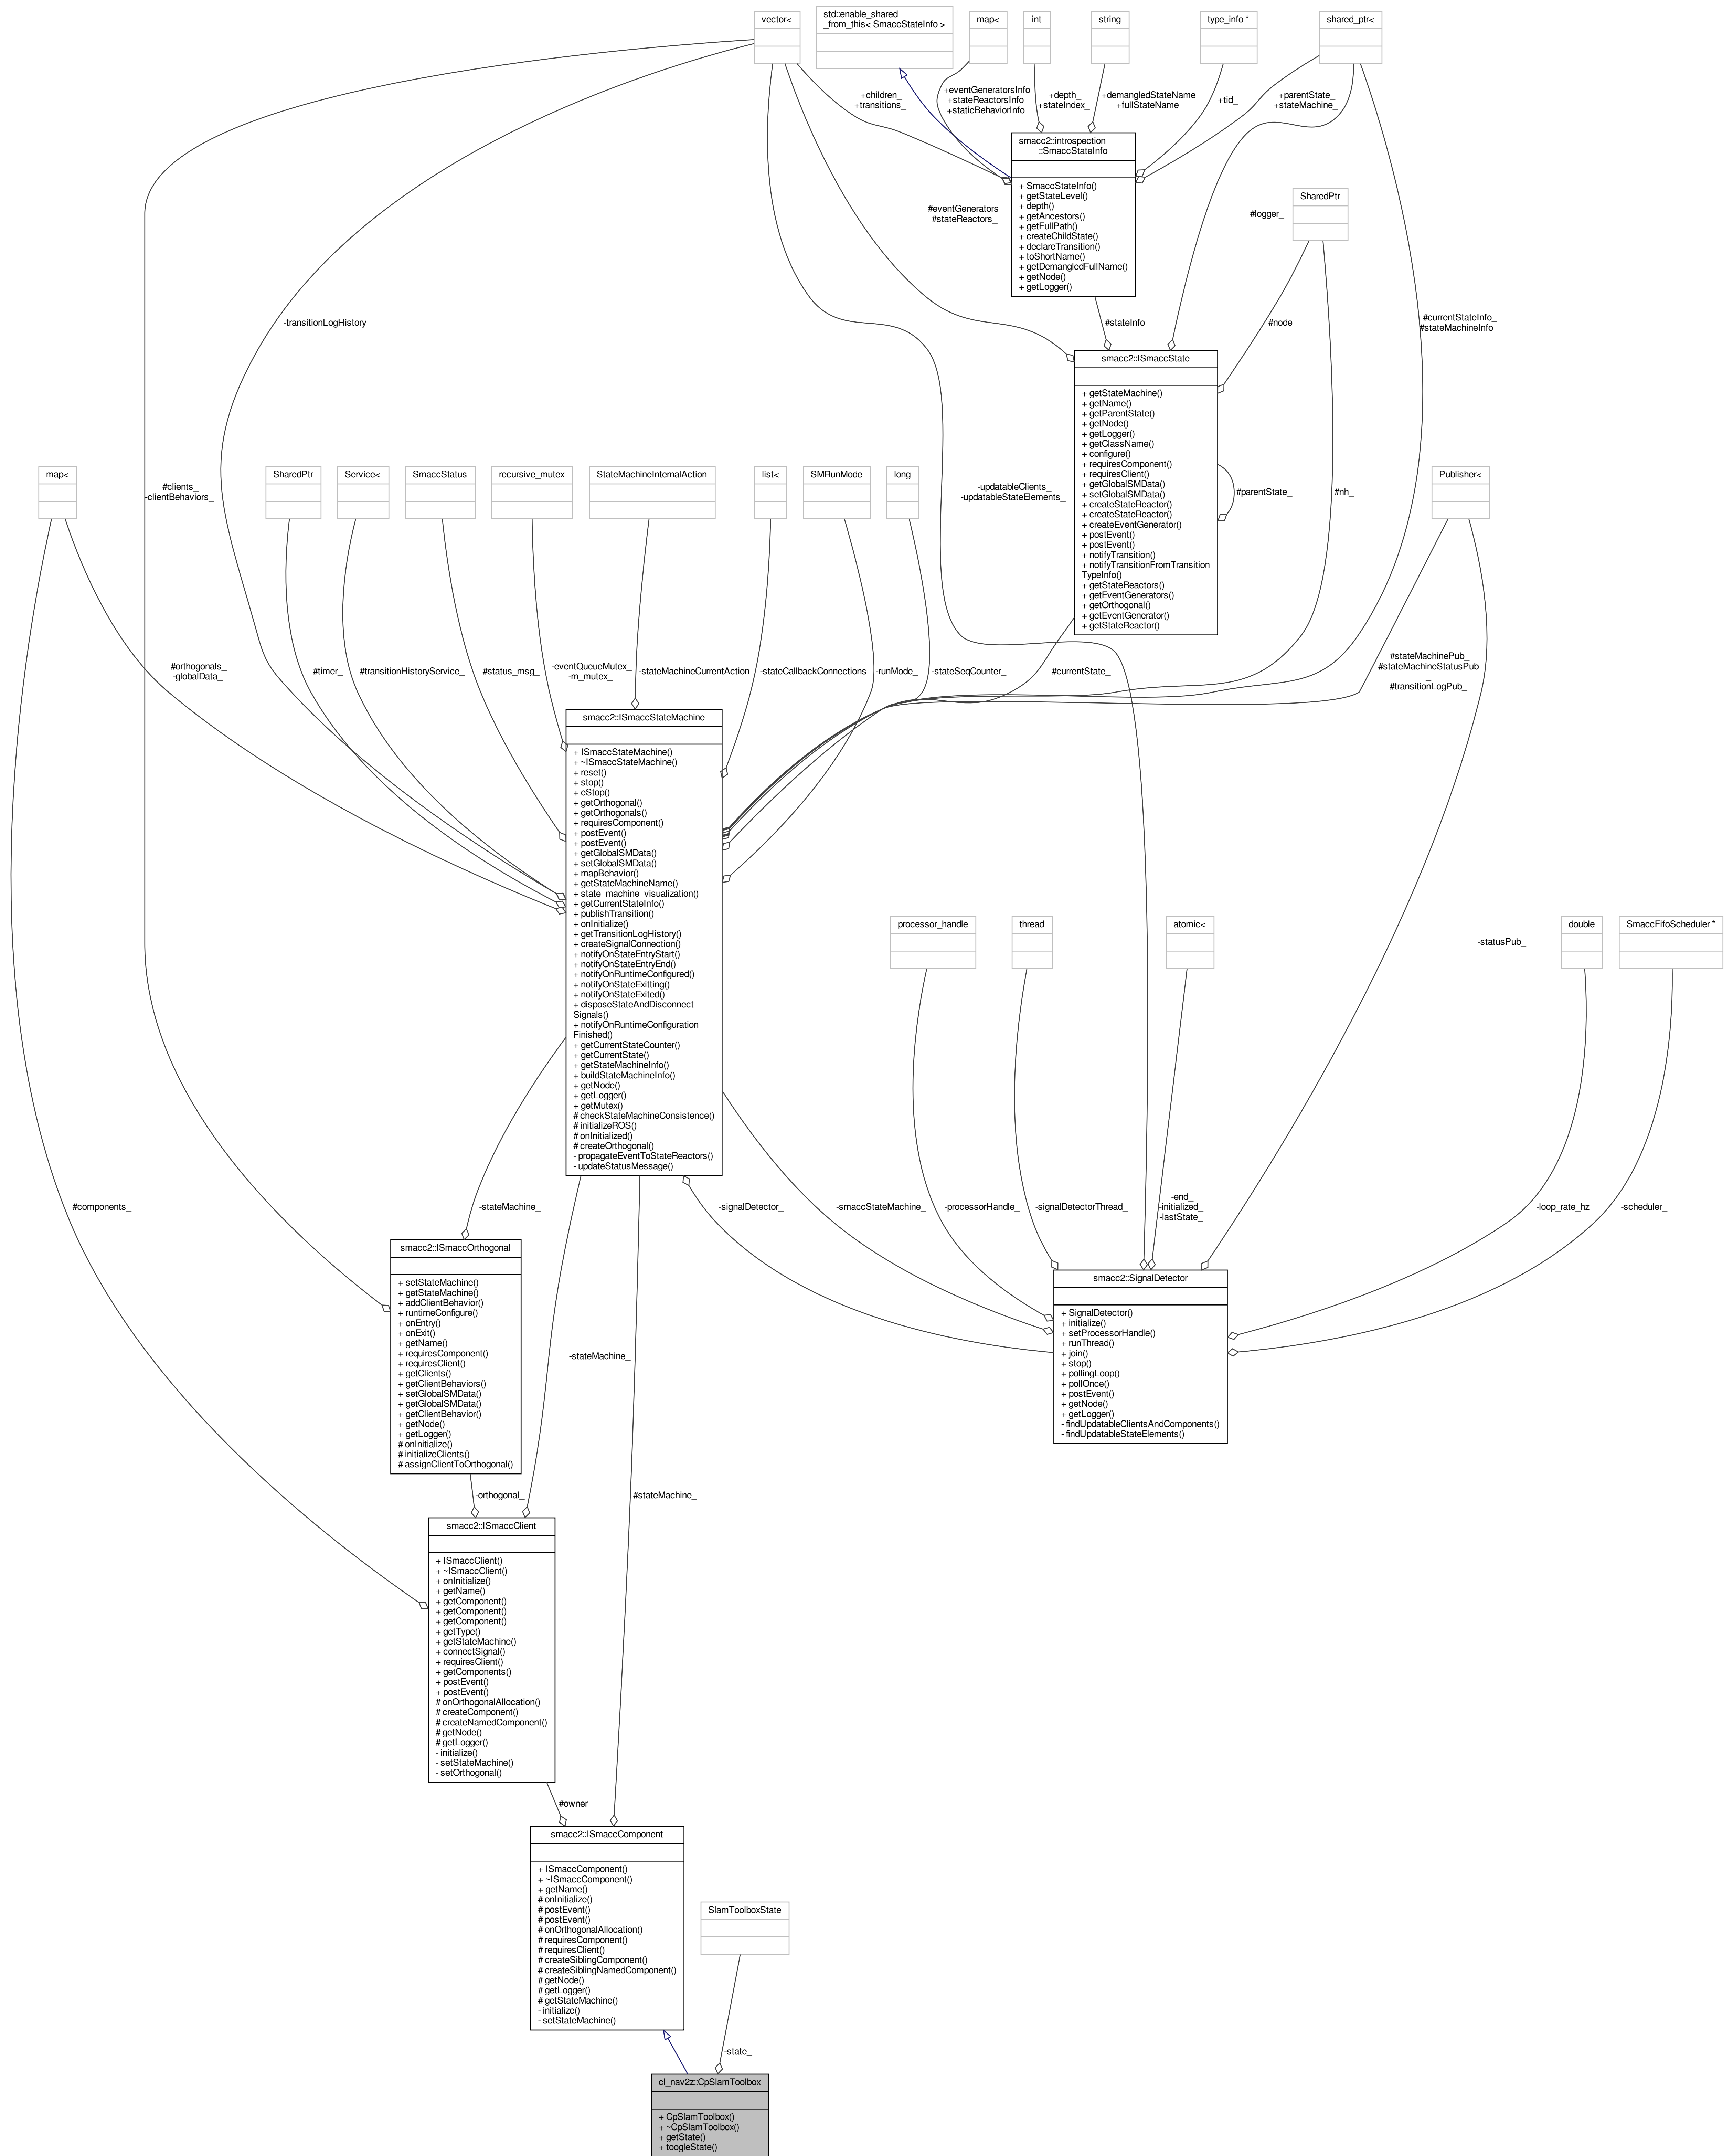 vector<
std::enable_shared
_from_this< SmaccStateInfo >
map<
int
string
type_info *
shared_ptr<
+children_
+transitions_
+eventGeneratorsInfo
+stateReactorsInfo
+staticBehaviorInfo
+depth_
+stateIndex_
+demangledStateName
+fullStateName
+tid_
+parentState_
+stateMachine_
smacc2::introspection
::SmaccStateInfo
+ SmaccStateInfo()
+ getStateLevel()
+ depth()
+ getAncestors()
+ getFullPath()
+ createChildState()
+ declareTransition()
+ toShortName()
+ getDemangledFullName()
+ getNode()
+ getLogger()
SharedPtr
#eventGenerators_
#stateReactors_
#logger_
-transitionLogHistory_
#stateInfo_
#node_
#currentStateInfo_
#stateMachineInfo_
smacc2::ISmaccState
+ getStateMachine()
+ getName()
+ getParentState()
+ getNode()
+ getLogger()
+ getClassName()
+ configure()
+ requiresComponent()
+ requiresClient()
+ getGlobalSMData()
+ setGlobalSMData()
+ createStateReactor()
+ createStateReactor()
+ createEventGenerator()
+ postEvent()
+ postEvent()
+ notifyTransition()
+ notifyTransitionFromTransition
TypeInfo()
+ getStateReactors()
+ getEventGenerators()
+ getOrthogonal()
+ getEventGenerator()
+ getStateReactor()
map<
SharedPtr
Service<
SmaccStatus
recursive_mutex
StateMachineInternalAction
list<
SMRunMode
long
Publisher<
#clients_
-clientBehaviors_
-updatableClients_
-updatableStateElements_
#parentState_
#nh_
#orthogonals_
-globalData_
#timer_
#transitionHistoryService_
#status_msg_
-eventQueueMutex_
-m_mutex_
-stateMachineCurrentAction
-stateCallbackConnections
-runMode_
-stateSeqCounter_
#currentState_
#stateMachinePub_
#stateMachineStatusPub
_
#transitionLogPub_
smacc2::ISmaccStateMachine
+ ISmaccStateMachine()
+ ~ISmaccStateMachine()
+ reset()
+ stop()
+ eStop()
+ getOrthogonal()
+ getOrthogonals()
+ requiresComponent()
+ postEvent()
+ postEvent()
+ getGlobalSMData()
+ setGlobalSMData()
+ mapBehavior()
+ getStateMachineName()
+ state_machine_visualization()
+ getCurrentStateInfo()
+ publishTransition()
+ onInitialize()
+ getTransitionLogHistory()
+ createSignalConnection()
+ notifyOnStateEntryStart()
+ notifyOnStateEntryEnd()
+ notifyOnRuntimeConfigured()
+ notifyOnStateExitting()
+ notifyOnStateExited()
+ disposeStateAndDisconnect
Signals()
+ notifyOnRuntimeConfiguration
Finished()
+ getCurrentStateCounter()
+ getCurrentState()
+ getStateMachineInfo()
+ buildStateMachineInfo()
+ getNode()
+ getLogger()
+ getMutex()
# checkStateMachineConsistence()
# initializeROS()
# onInitialized()
# createOrthogonal()
- propagateEventToStateReactors()
- updateStatusMessage()
processor_handle
thread
atomic<
double
SmaccFifoScheduler *
-statusPub_
#components_
-stateMachine_
-signalDetector_
-smaccStateMachine_
-processorHandle_
-signalDetectorThread_
-end_
-initialized_
-lastState_
-loop_rate_hz
-scheduler_
smacc2::ISmaccOrthogonal
+ setStateMachine()
+ getStateMachine()
+ addClientBehavior()
+ runtimeConfigure()
+ onEntry()
+ onExit()
+ getName()
+ requiresComponent()
+ requiresClient()
+ getClients()
+ getClientBehaviors()
+ setGlobalSMData()
+ getGlobalSMData()
+ getClientBehavior()
+ getNode()
+ getLogger()
# onInitialize()
# initializeClients()
# assignClientToOrthogonal()
smacc2::SignalDetector
+ SignalDetector()
+ initialize()
+ setProcessorHandle()
+ runThread()
+ join()
+ stop()
+ pollingLoop()
+ pollOnce()
+ postEvent()
+ getNode()
+ getLogger()
- findUpdatableClientsAndComponents()
- findUpdatableStateElements()
-stateMachine_
-orthogonal_
#stateMachine_
smacc2::ISmaccClient
+ ISmaccClient()
+ ~ISmaccClient()
+ onInitialize()
+ getName()
+ getComponent()
+ getComponent()
+ getComponent()
+ getType()
+ getStateMachine()
+ connectSignal()
+ requiresClient()
+ getComponents()
+ postEvent()
+ postEvent()
# onOrthogonalAllocation()
# createComponent()
# createNamedComponent()
# getNode()
# getLogger()
- initialize()
- setStateMachine()
- setOrthogonal()
#owner_
smacc2::ISmaccComponent
+ ISmaccComponent()
+ ~ISmaccComponent()
+ getName()
# onInitialize()
# postEvent()
# postEvent()
# onOrthogonalAllocation()
# requiresComponent()
# requiresClient()
# createSiblingComponent()
# createSiblingNamedComponent()
# getNode()
# getLogger()
# getStateMachine()
- initialize()
- setStateMachine()
SlamToolboxState
-state_
cl_nav2z::CpSlamToolbox
+ CpSlamToolbox()
+ ~CpSlamToolbox()
+ getState()
+ toogleState()